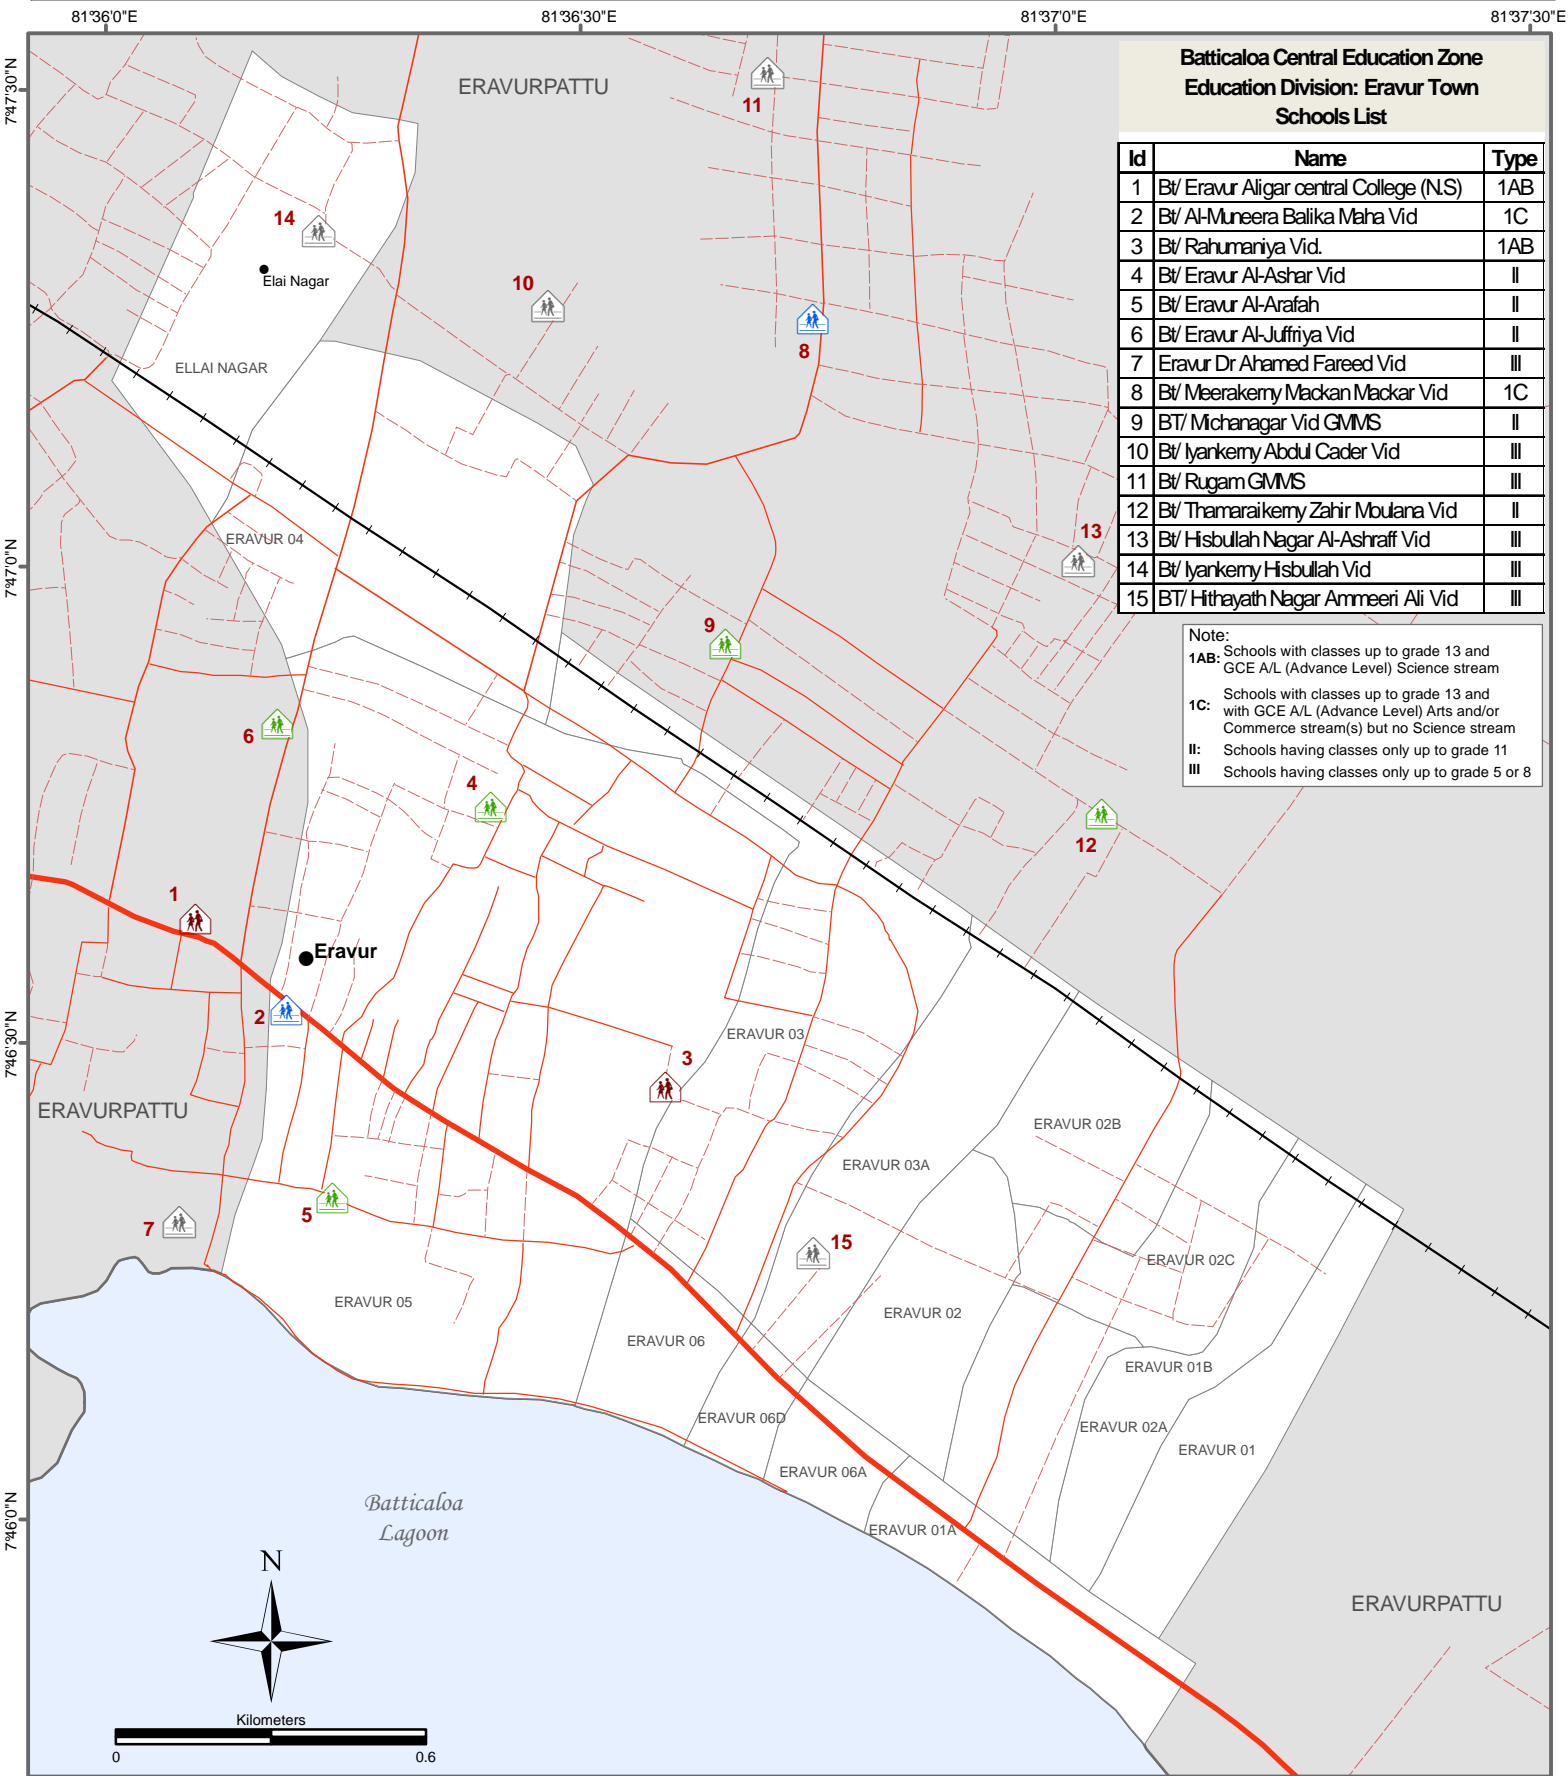 81°36'0"E 81°36'30"E 81°37'0"E 81°37'30"E
7°47'30"N
7°47'0"N
7°46'30"N
7°46'0"N
Batticaloa Central Education Zone
Education Division: Eravur Town
Schools List
Id Name Type
1 Bt/ Eravur Aligar central College (N.S) 1AB
2 Bt/ Al-Muneera Balika Maha Vid 1C
3 Bt/ Rahumaniya Vid. 1AB
4 Bt/ Eravur Al-Ashar Vid II
5 Bt/ Eravur Al-Arafah II
6 Bt/ Eravur Al-Juffriya Vid II
7 Eravur Dr Ahamed Fareed Vid III
8 Bt/ Meerakerny Mackan Mackar Vid 1C
9 BT/ Michanagar Vid GMMS II
10 Bt/ Iyankerny Abdul Cader Vid III
11 Bt/ Rugam GMMS III
12 Bt/ Thamaraikerny Zahir Moulana Vid II
13 Bt/ Hisbullah Nagar Al-Ashraff Vid III
14 Bt/ Iyankerny Hisbullah Vid III
15 BT/ Hithayath Nagar Ammeeri Ali Vid III
Note:
1AB: Schools with classes up to grade 13 and
GCE A/L (Advance Level) Science stream
1C: Schools with classes up to grade 13 and
with GCE A/L (Advance Level) Arts and/or
Commerce stream(s) but no Science stream
II: Schools having classes only up to grade 11
III Schools having classes only up to grade 5 or 8
ERAVURPATTU
11
14
Elai Nagar
10
8
ELLAI NAGAR
ERAVUR 04
13
9
6
4
12
1
Eravur
2
ERAVUR 03
3
ERAVURPATTU
ERAVUR 02B
ERAVUR 03A
5
7
15
ERAVUR 02C
ERAVUR 05
ERAVUR 02
ERAVUR 06
ERAVUR 01B
ERAVUR 06D
ERAVUR 02A
ERAVUR 01
ERAVUR 06A
ERAVUR 01A
Batticaloa
Lagoon
N
ERAVURPATTU
Kilometers
0 0.6